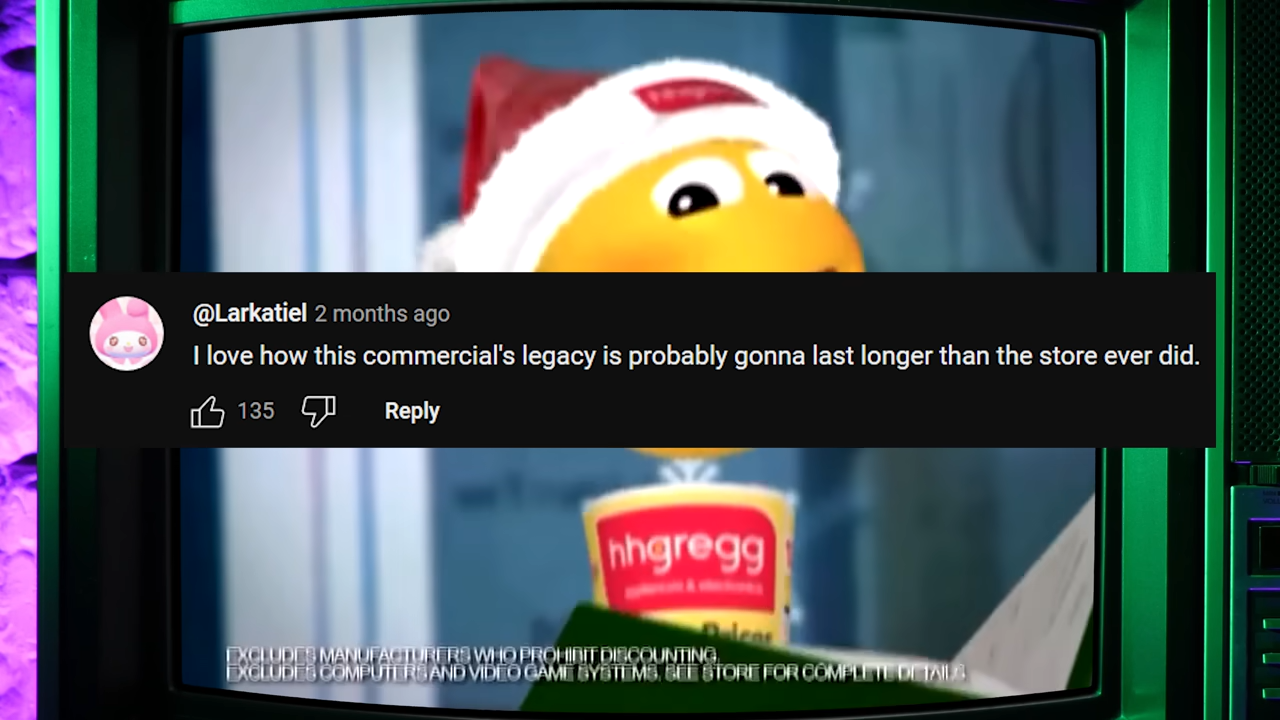 @Larkatiel 2 months ago
I love how this commercial's legacy is probably gonna last longer than the store ever did.
135
Reply
hhgregg
appliances & electronics
EXCLUDES MANUFACTURERS WHO PROHIBIT DISCOUNTING.
EXCLUDES COMPUTERS AND VIDEO GAME SYSTEMS. SEE STORE FOR COMPLETE DETAILS